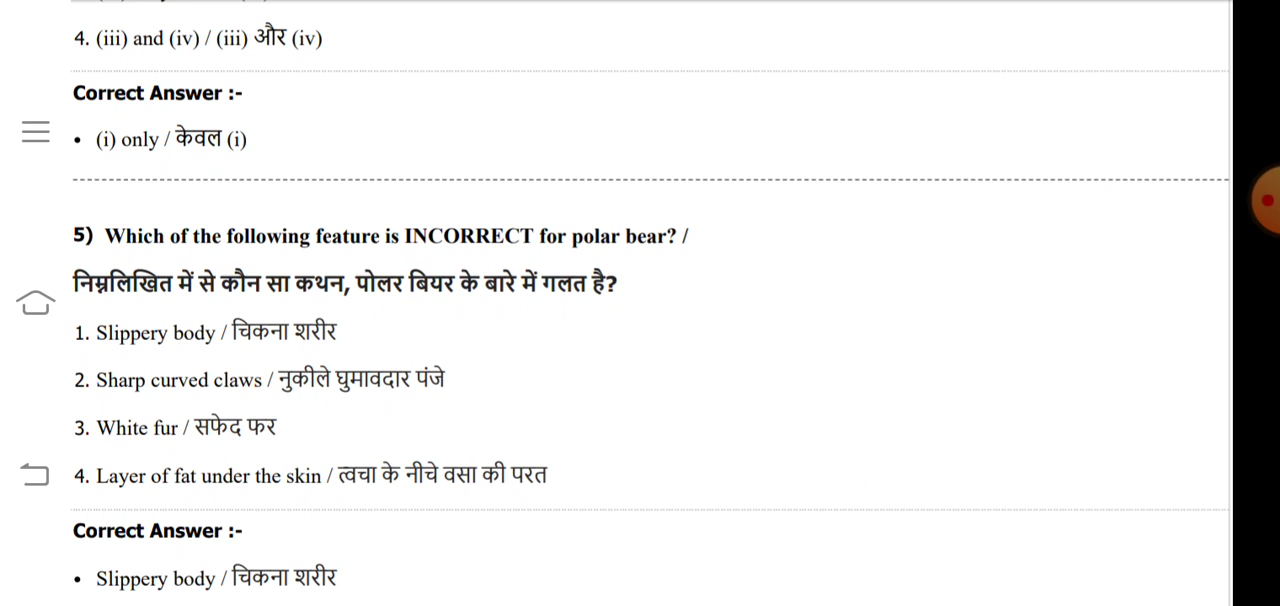 4. (iii) and (iv) / (iii) और (iv)
Correct Answer :-
• (i) only / केवल (i)
5) Which of the following feature is INCORRECT for polar bear? /
निम्नलिखित में से कौन सा कथन, पोलर बियर के बारे में गलत है?
1. Slippery body / चिकना शरीर
2. Sharp curved claws / नुकीले घुमावदार पंजे
3. White fur / सफेद फर
4. Layer of fat under the skin / त्वचा के नीचे वसा की परत
Correct Answer :-
• Slippery body / चिकना शरीर